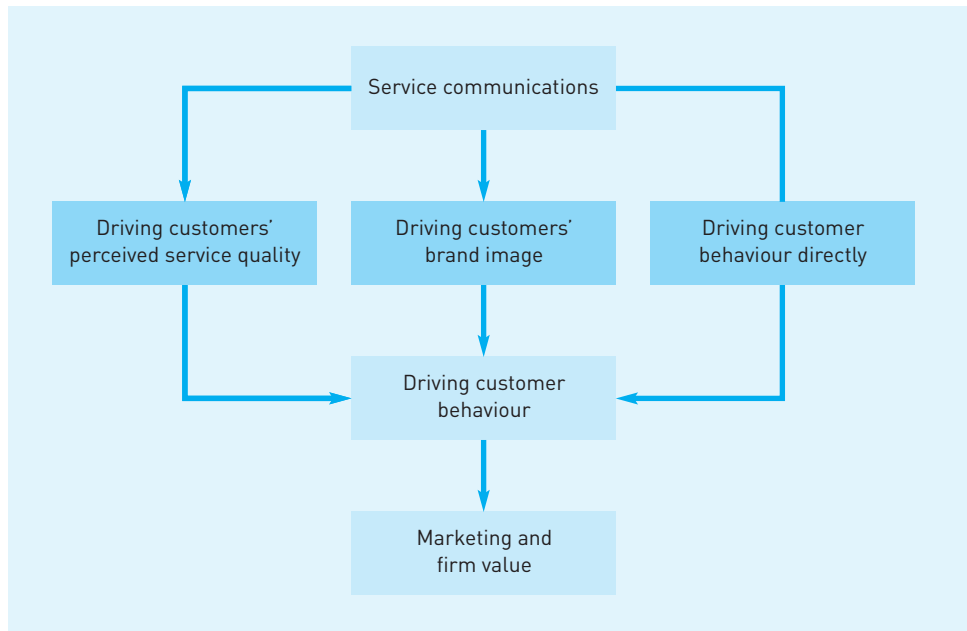 Service communications
Driving customers’
perceived service quality
Driving customers’
brand image
Driving customer
behaviour directly
Driving customer
behaviour
Marketing and
firm value